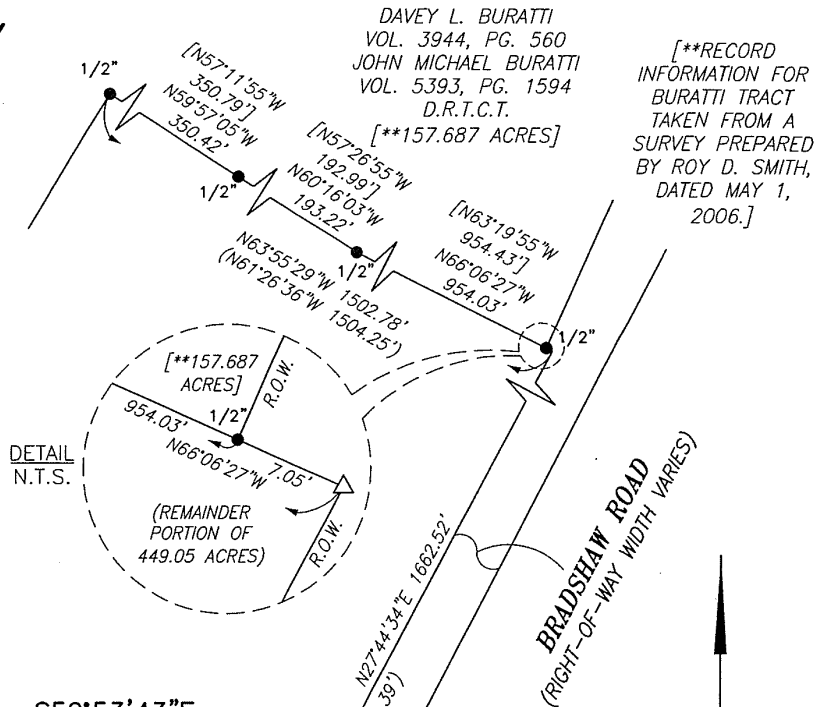 DAVEY L. BURATTI
VOL. 3944, PG. 560
JOHN MICHAEL BURATTI
VOL. 5393, PG. 1594
D.R.T.C.T.
[**157.687 ACRES]
[**RECORD
INFORMATION FOR
BURATTI TRACT
TAKEN FROM A
SURVEY PREPARED
BY ROY D. SMITH,
DATED MAY 1,
2006.]
1/2"
[N57°11'55"W
350.79']
N59°57'05"W
350.42'
1/2"
[N57°26'55"W
192.99']
N60°16'03"W
193.22'
1/2"
[N63°19'55"W
954.43']
N66°06'27"W
954.03'
1/2"
N63°55'29"W 1502.78'
(N61°26'36"W 1504.25')
DETAIL
N.T.S.
[**157.687
ACRES]
R.O.W.
1/2"
954.03'
N66°06'27"W
7.05'
(REMAINDER
PORTION OF
449.05 ACRES)
R.O.W.
N27°44'34"E 1662.52'
39')
BRADSHAW ROAD
(RIGHT-OF-WAY WIDTH VARIES)